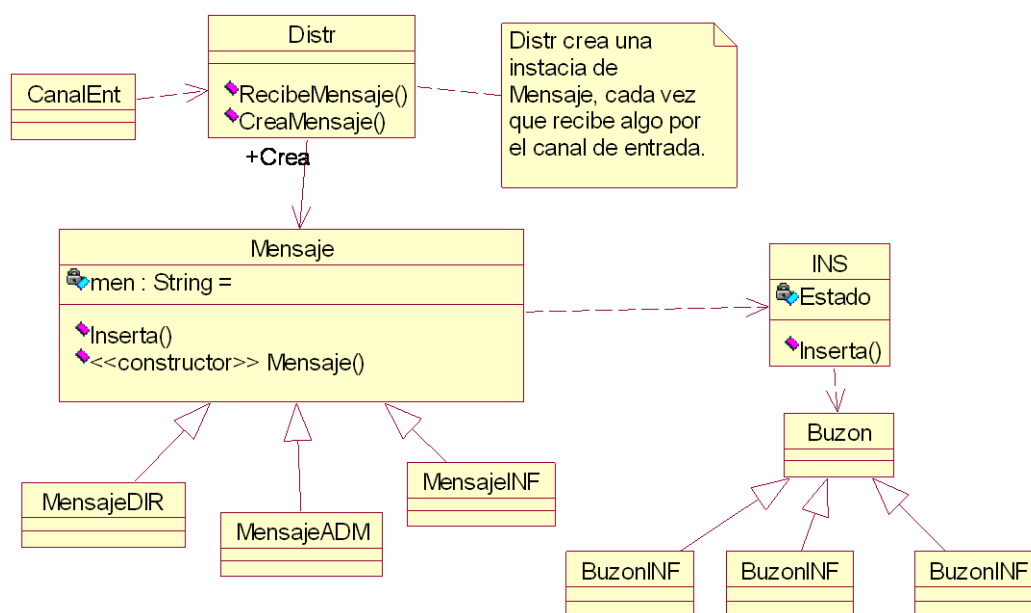 Distr
RecibeMensaje()
CreaMensaje()
CanalEnt
Distr crea una
instacia de
Mensaje, cada vez
que recibe algo por
el canal de entrada.
+Crea
Mensaje
men : String =
Inserta()
<<constructor>> Mensaje()
INS
Estado
Inserta()
Buzon
MensajeDIR
MensajeADM
MensajeINF
BuzonINF
BuzonINF
BuzonINF